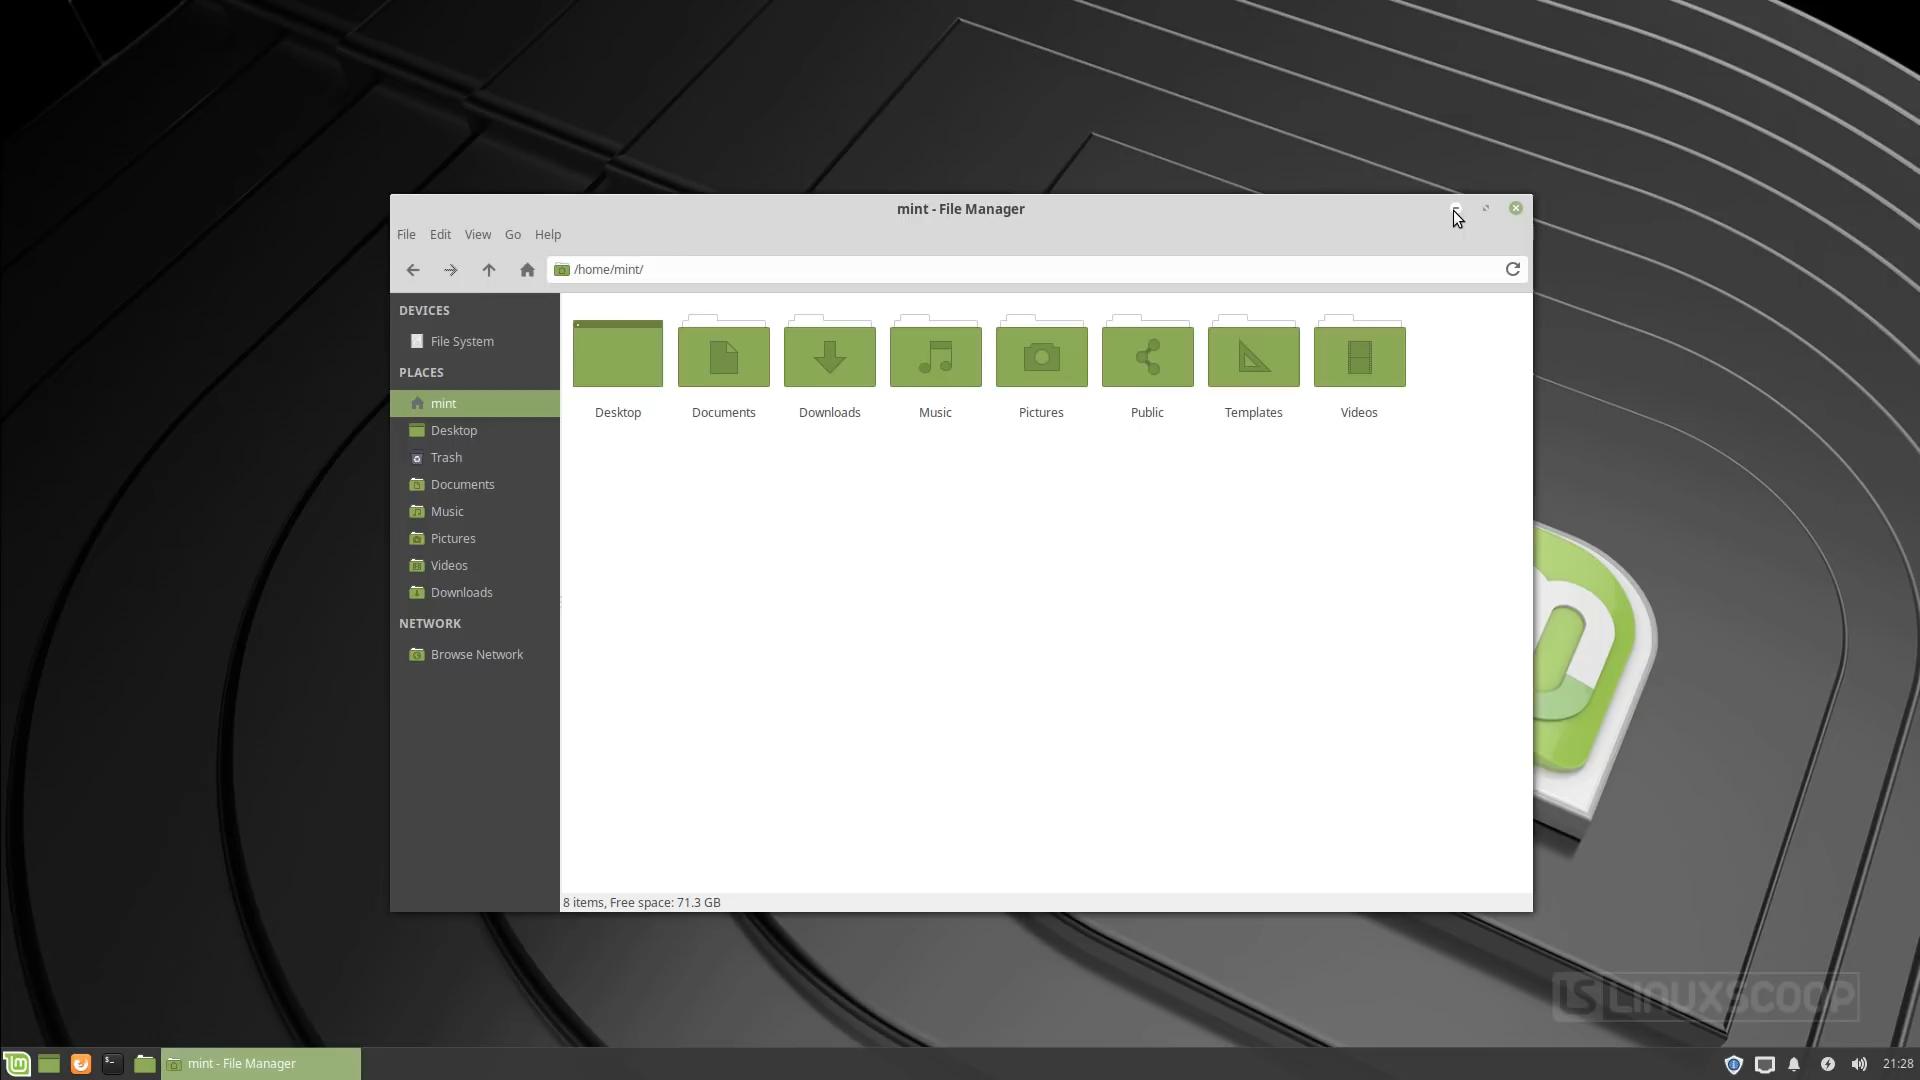 mint - File Manager
File Edit View Go Help
/home/mint/
DEVICES
File System
PLACES
mint
Desktop
Trash
Documents
Music
Pictures
Videos
Downloads
NETWORK
Browse Network
Desktop Documents Downloads Music Pictures Public Templates Videos
8 items, Free space: 71.3 GB
LS LINUXSCOOP
mint - File Manager
21:28